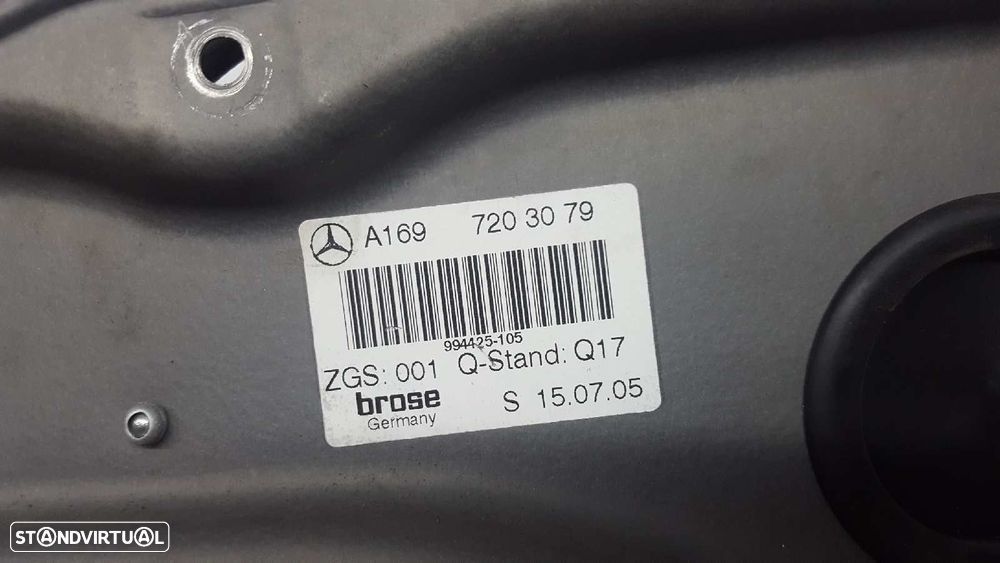 A169 720 30 79
994425-105
ZGS: 001 Q-Stand: Q17
brose S 15.07.05
Germany
STANDVIRTUAL